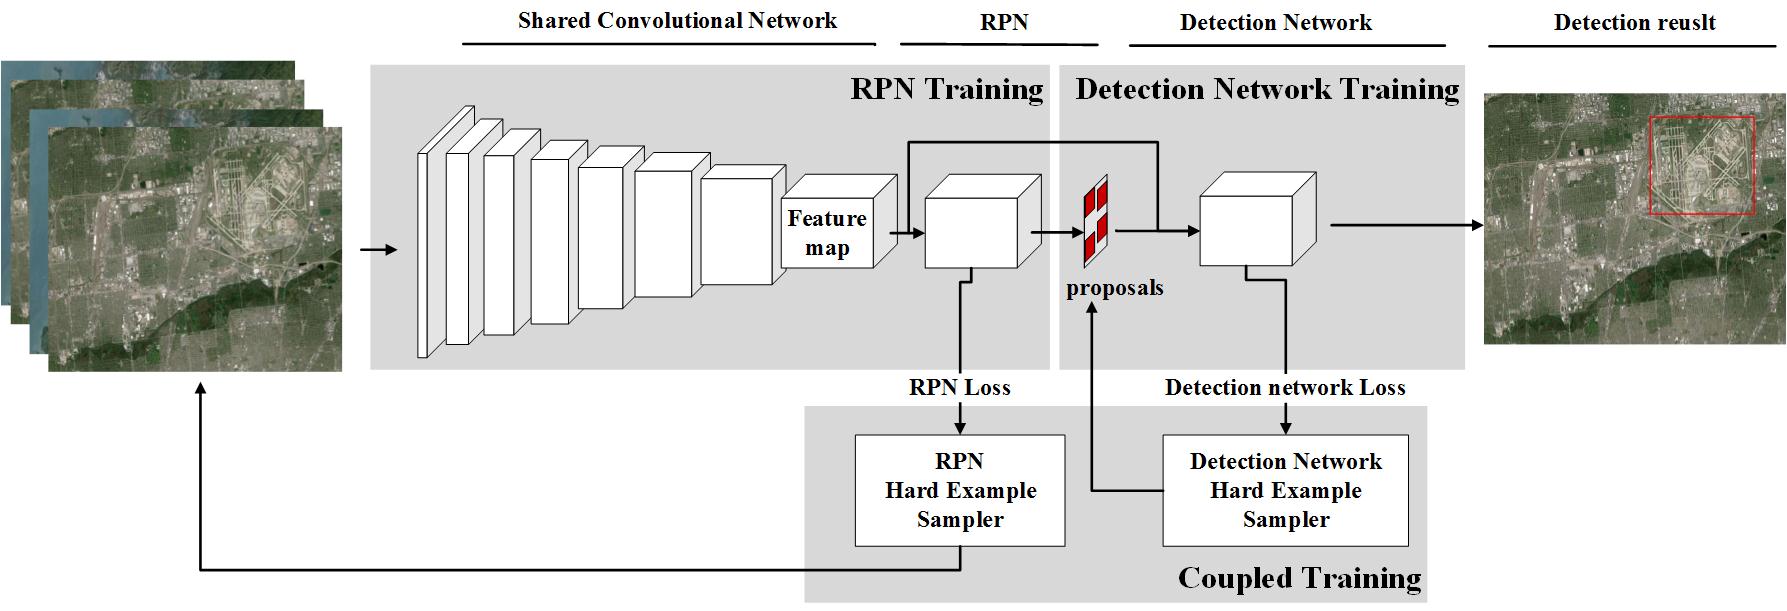 Shared Convolutional Network
RPN
Detection Network
Detection reuslt
RPN Training
Detection Network Training
Feature
map
proposals
RPN Loss
Detection network Loss
RPN
Hard Example
Sampler
Detection Network
Hard Example
Sampler
Coupled Training